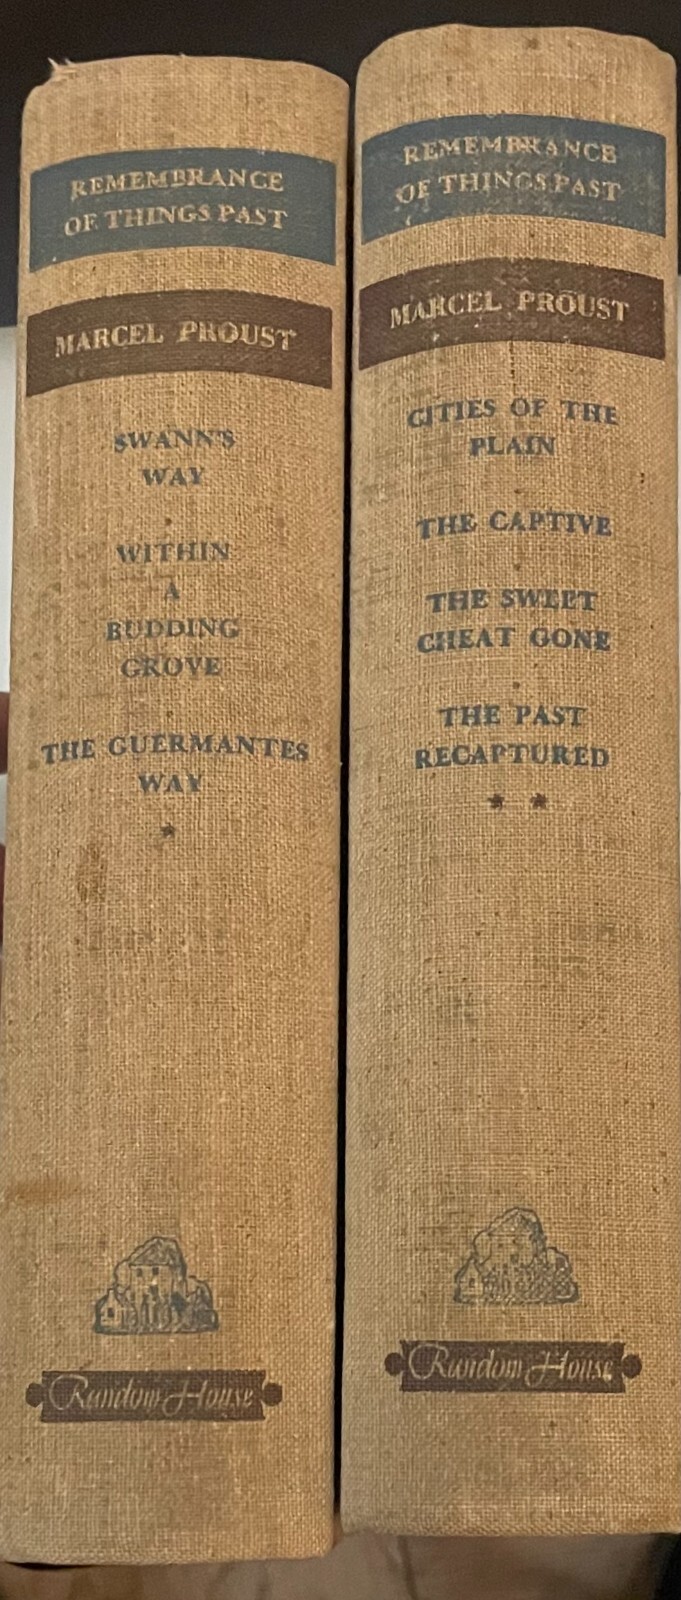 REMEMBRANCE
OF THINGS PAST
MARCEL PROUST
SWANN'S
WAY
WITHIN
A
BUDDING
GROVE
THE GUERMANTES
WAY
*
Random House
REMEMBRANCE
OF THINGS PAST
MARCEL PROUST
CITIES OF THE
PLAIN
THE CAPTIVE
THE SWEET
CHEAT GONE
THE PAST
RECAPTURED
* *
Random House